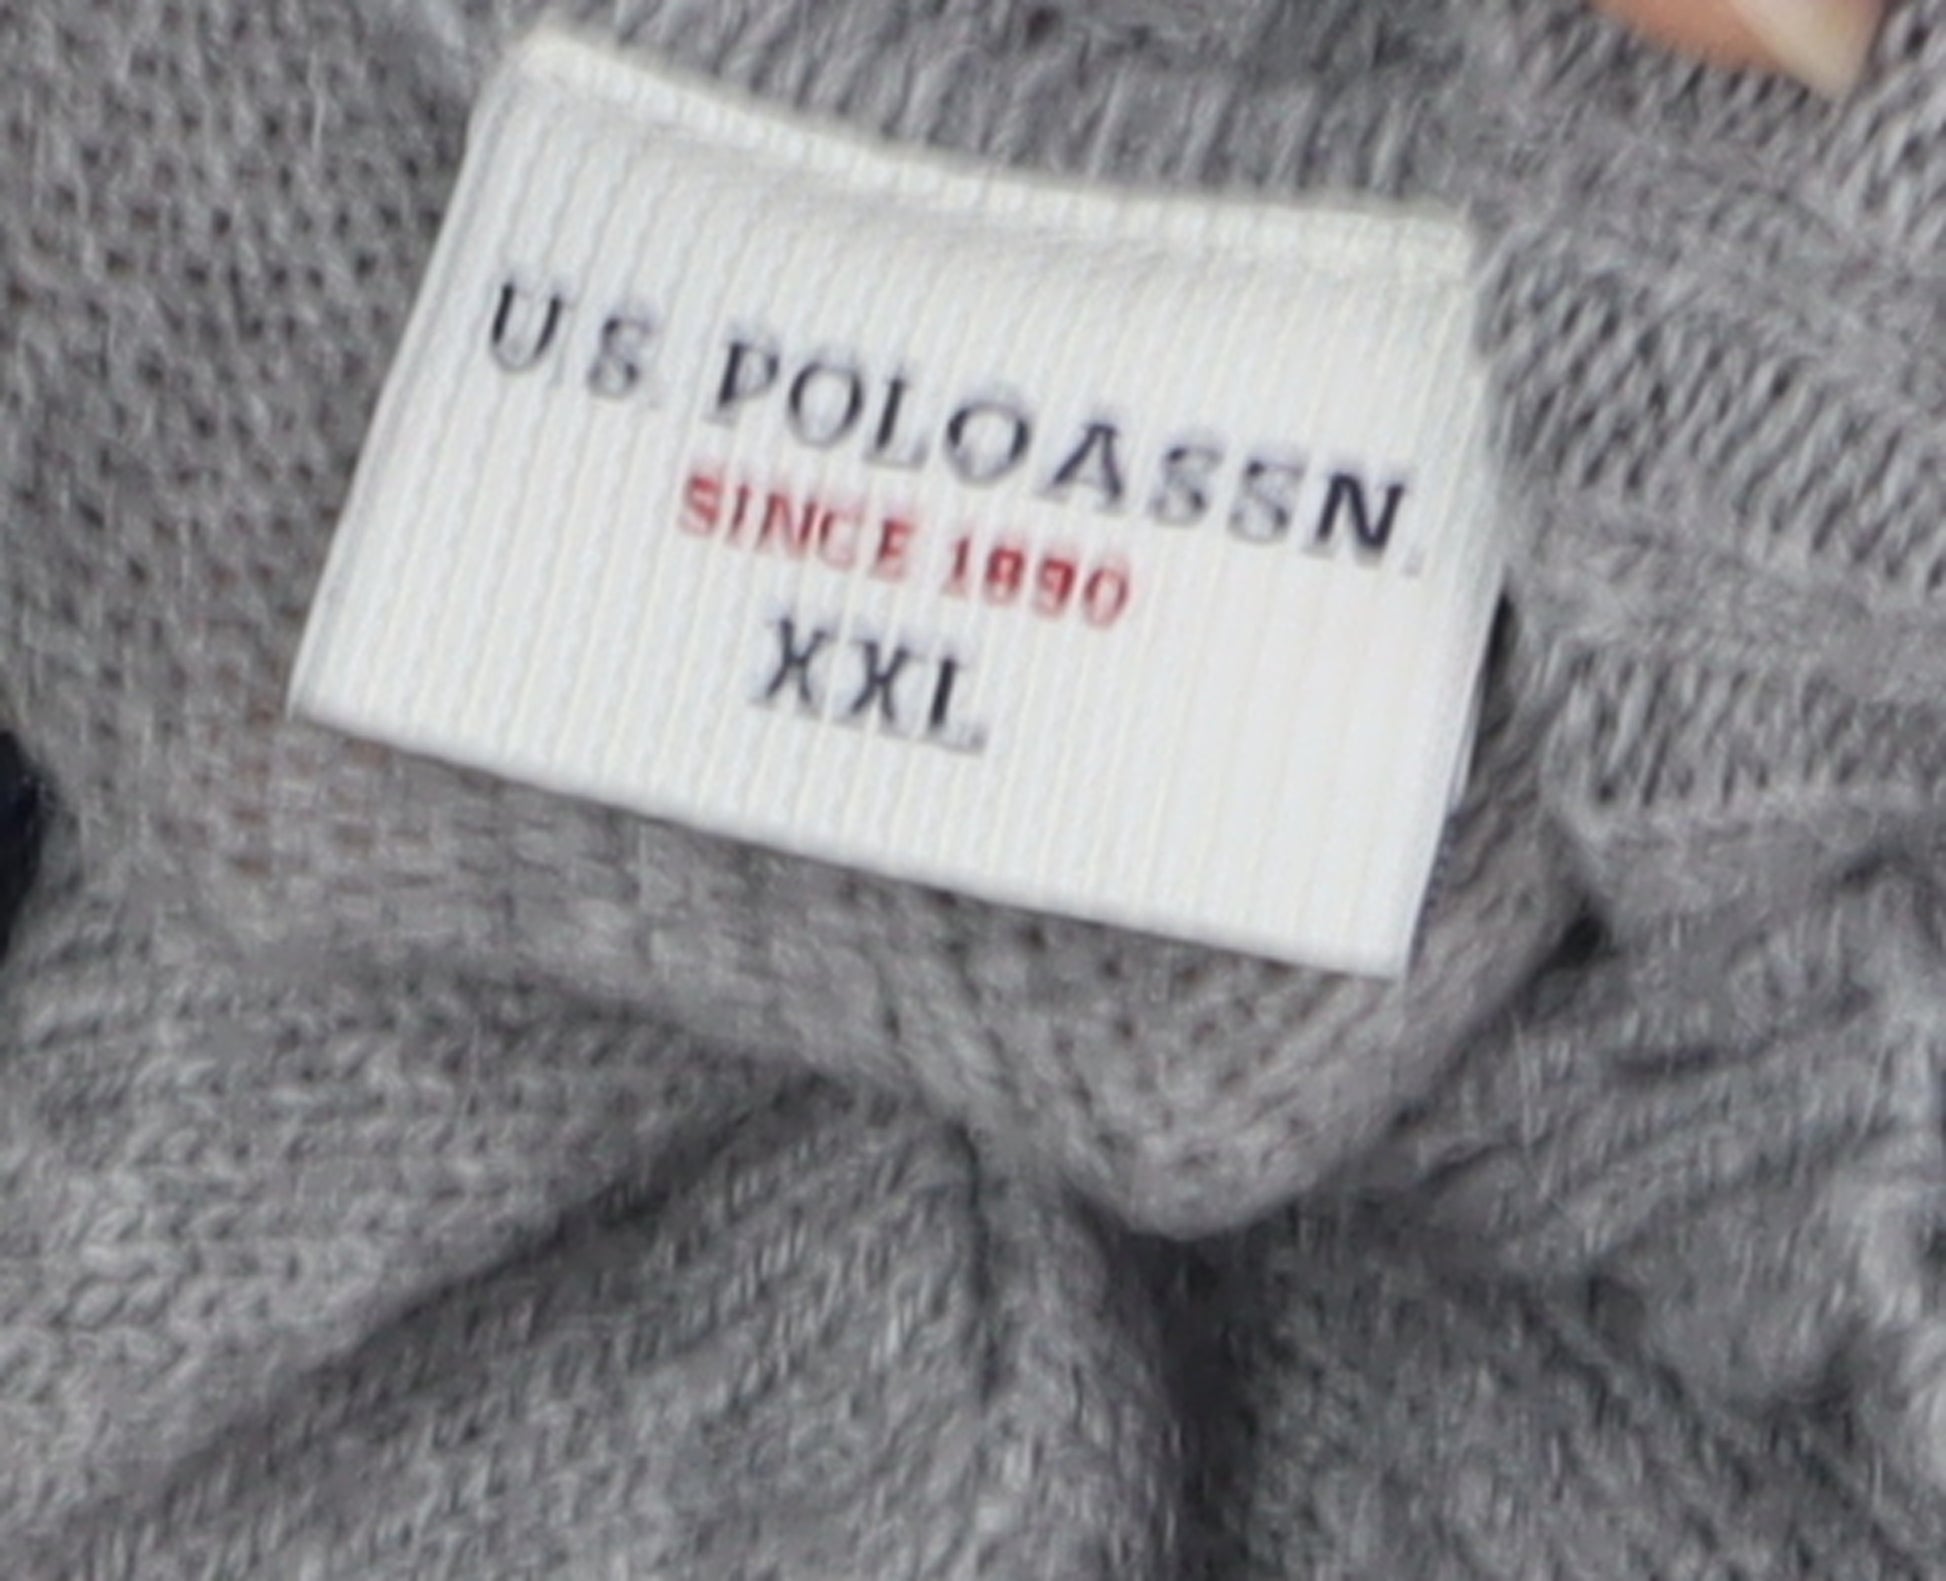 U.S. POLO ASSN.
SINCE 1890
XXL